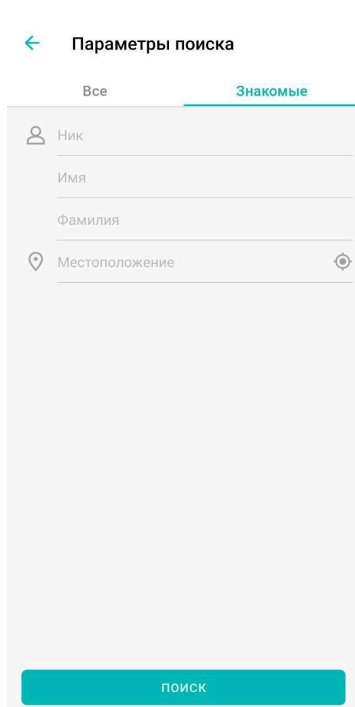 Параметры поиска
Все Знакомые
Ник
Имя
Фамилия
Местоположение
ПОИСК